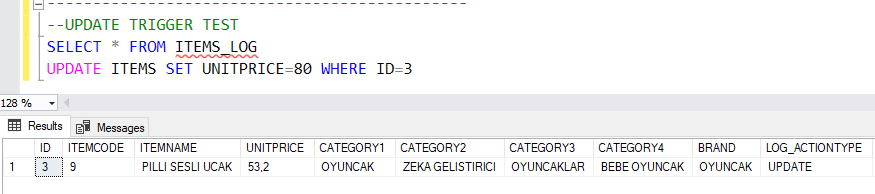 --------------------------------------------
--UPDATE TRIGGER TEST
SELECT * FROM ITEMS_LOG
UPDATE ITEMS SET UNITPRICE=80 WHERE ID=3
128 %
Results Messages
ID ITEMCODE ITEMNAME UNITPRICE CATEGORY1 CATEGORY2 CATEGORY3 CATEGORY4 BRAND LOG_ACTIONTYPE
1 3 9 PILLI SESLI UCAK 53,2 OYUNCAK ZEKA GELISTIRICI OYUNCAKLAR BEBE OYUNCAK OYUNCAK UPDATE